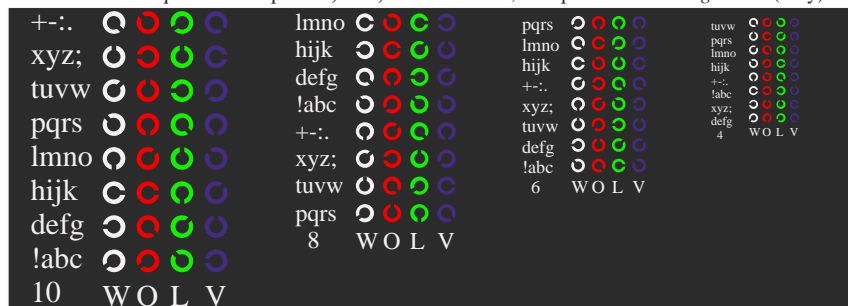 +-:.
xyz;
tuvw
pqrs
lmno
hijk
defg
!abc
10 W O L V
lmno
hijk
defg
!abc
+-:.
xyz;
tuvw
pqrs
8 W O L V
pqrs
lmno
hijk
+-:.
xyz;
tuvw
defg
!abc
6 W O L V
tuvw
pqrs
lmno
hijk
+-:.
!abc
xyz;
defg
4 W O L V